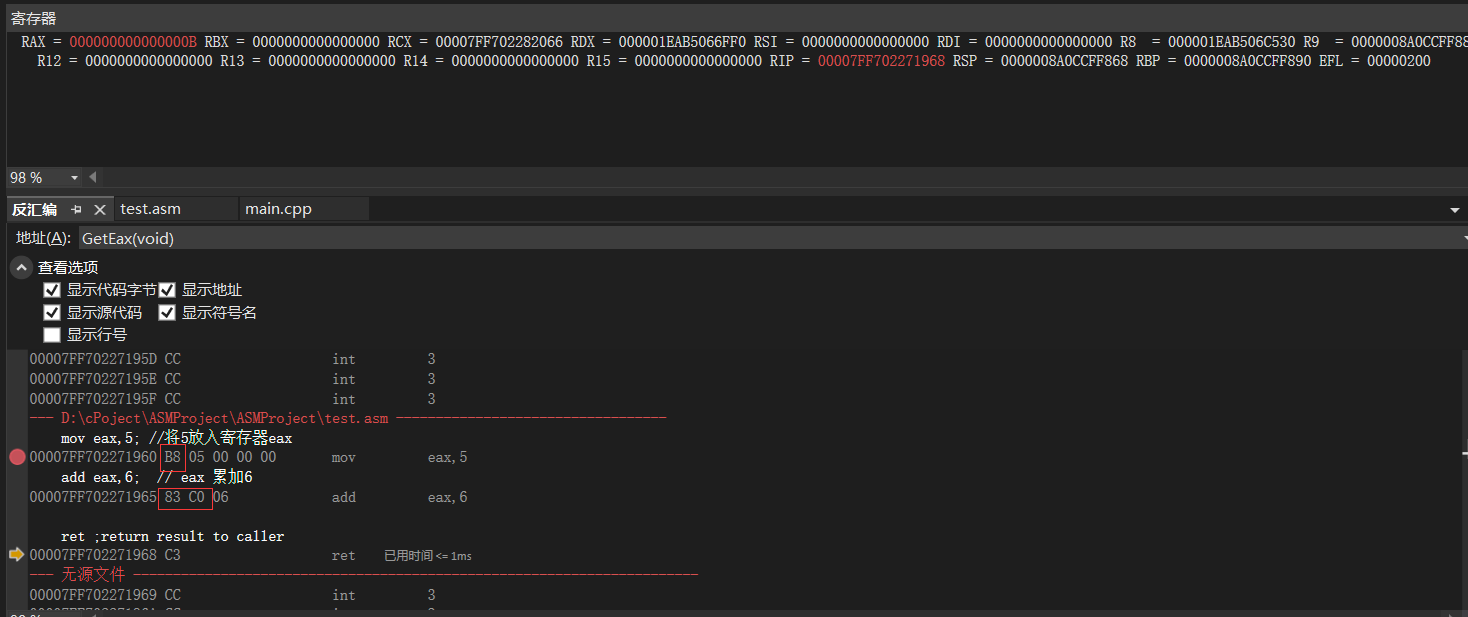 寄存器
RAX = 000000000000000B RBX = 0000000000000000 RCX = 00007FF702282066 RDX = 000001EAB5066FF0 RSI = 0000000000000000 RDI = 0000000000000000 R8  = 000001EAB506C530 R9  = 0000008A0CCFF88
R12 = 0000000000000000 R13 = 0000000000000000 R14 = 0000000000000000 R15 = 0000000000000000 RIP = 00007FF702271968 RSP = 0000008A0CCFF868 RBP = 0000008A0CCFF890 EFL = 00000200
98 %
反汇编 test.asm main.cpp
地址(A): GetEax(void)
查看选项
显示代码字节 显示地址
显示源代码 显示符号名
显示行号
00007FF70227195D CC int 3
00007FF70227195E CC int 3
00007FF70227195F CC int 3
--- D:\cPoject\ASMProject\ASMProject\test.asm ----------------------------------
mov eax,5; //将5放入寄存器eax
00007FF702271960 B8 05 00 00 00 mov eax,5
add eax,6;  // eax 累加6
00007FF702271965 83 C0 06 add eax,6
ret ;return result to caller
00007FF702271968 C3 ret 已用时间 <= 1ms
--- 无源文件 -----------------------------------------------------------------------
00007FF702271969 CC int 3